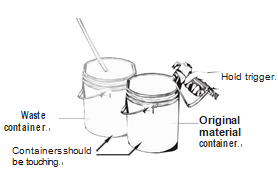 Hold trigger.
Waste
container.
Original
material
container.
Containers should
be touching.